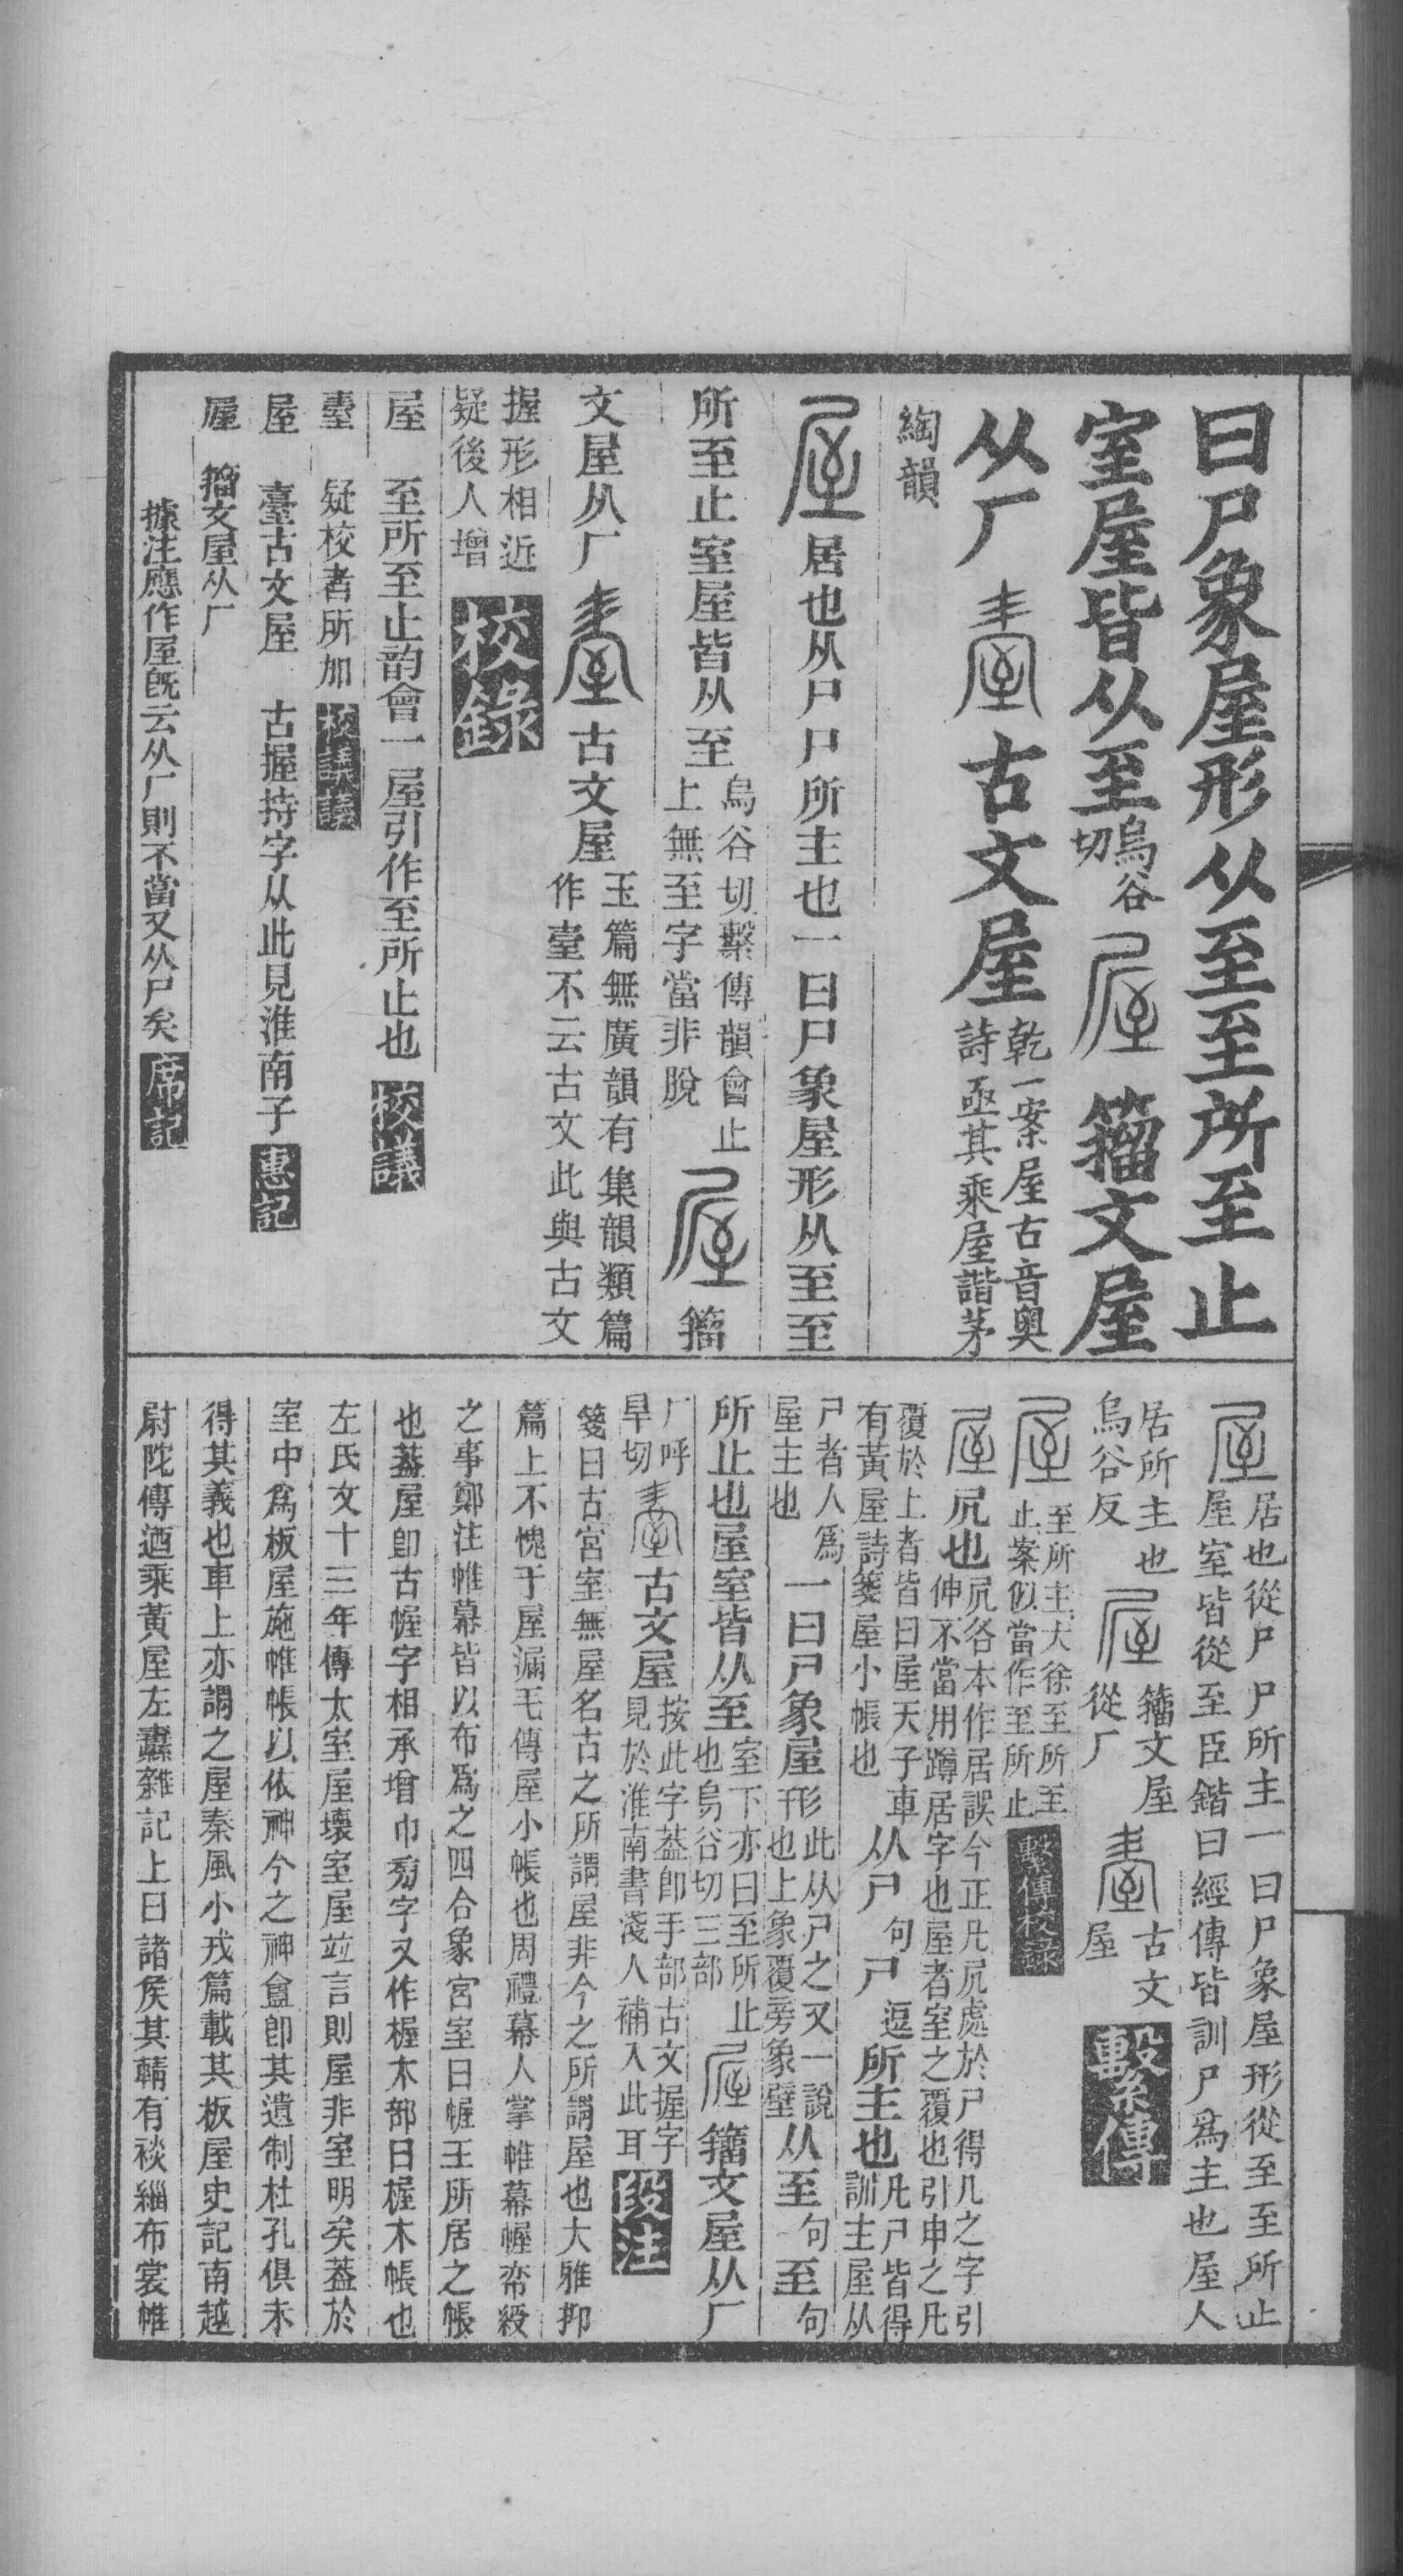 曰尸象屋形从至至所至止
室屋皆从至
烏谷
切
籀文屋
从厂
古文屋
乾一案屋古音奧
詩亟其乘屋諧茅
綯韻
居也从尸尸所主也一曰尸象屋形从至至
所至止室屋皆从至
烏谷切繫傳韻會止
上無至字當非脫
籀
文屋从厂
古文屋
玉篇無廣韻有集韻類篇
作臺不云古文此與古文
握形相近
疑後人增
校錄
屋
至所至止韵會一屋引作至所止也
校議
疑校者所加
校議議
屋
臺古文屋 古握持字从此見淮南子
惠記
籀文屋从厂
據注應作屋旣云从厂則不當又从尸矣
席記
居也從尸尸所主一曰尸象屋形從至至所止
屋室皆從至臣鍇曰經傳皆訓尸爲主也屋人
居所主也
烏谷反
籀文屋
從厂
古文
屋
繫傳
至所主大徐至所至
止案似當作至所止
繫傳校錄
尻也
尻各本作居誤今正凡尻處於尸得几之字引
伸不當用蹲居字也屋者室之覆也引申之凡
覆於上者皆曰屋天子車
有黃屋詩箋屋小帳也
从尸
句
尸
逗
所主也
凡尸皆得
訓主屋从
尸者人爲
屋主也
一曰尸象屋形
此从尸之又一說
也上象覆旁象壁
从至
句
至
句
所止也屋室皆从至
室下亦曰至所止
也烏谷切三部
籀文屋从厂
厂呼
旱切
古文屋
按此字葢卽手部古文握字
見於淮南書淺人補入此耳
段注
箋曰古宮室無屋名古之所謂屋非今之所謂屋也大雅抑
篇上不愧于屋漏毛傳屋小帳也周禮幕人掌帷幕幄帟綬
之事鄭注帷幕皆以布爲之四合象宮室曰幄王所居之帳
也葢屋卽古幄字相承增巾㫄字又作楃木部曰楃木帳也
左氏文十三年傳太室屋壞室屋竝言則屋非室明矣葢於
室中爲板屋施帷帳以依神今之神龕卽其遺制杜孔俱未
得其義也車上亦謂之屋秦風小戎篇載其板屋史記南越
尉陀傳迺乘黃屋左纛雜記上曰諸侯其輤有裧緇布裳帷